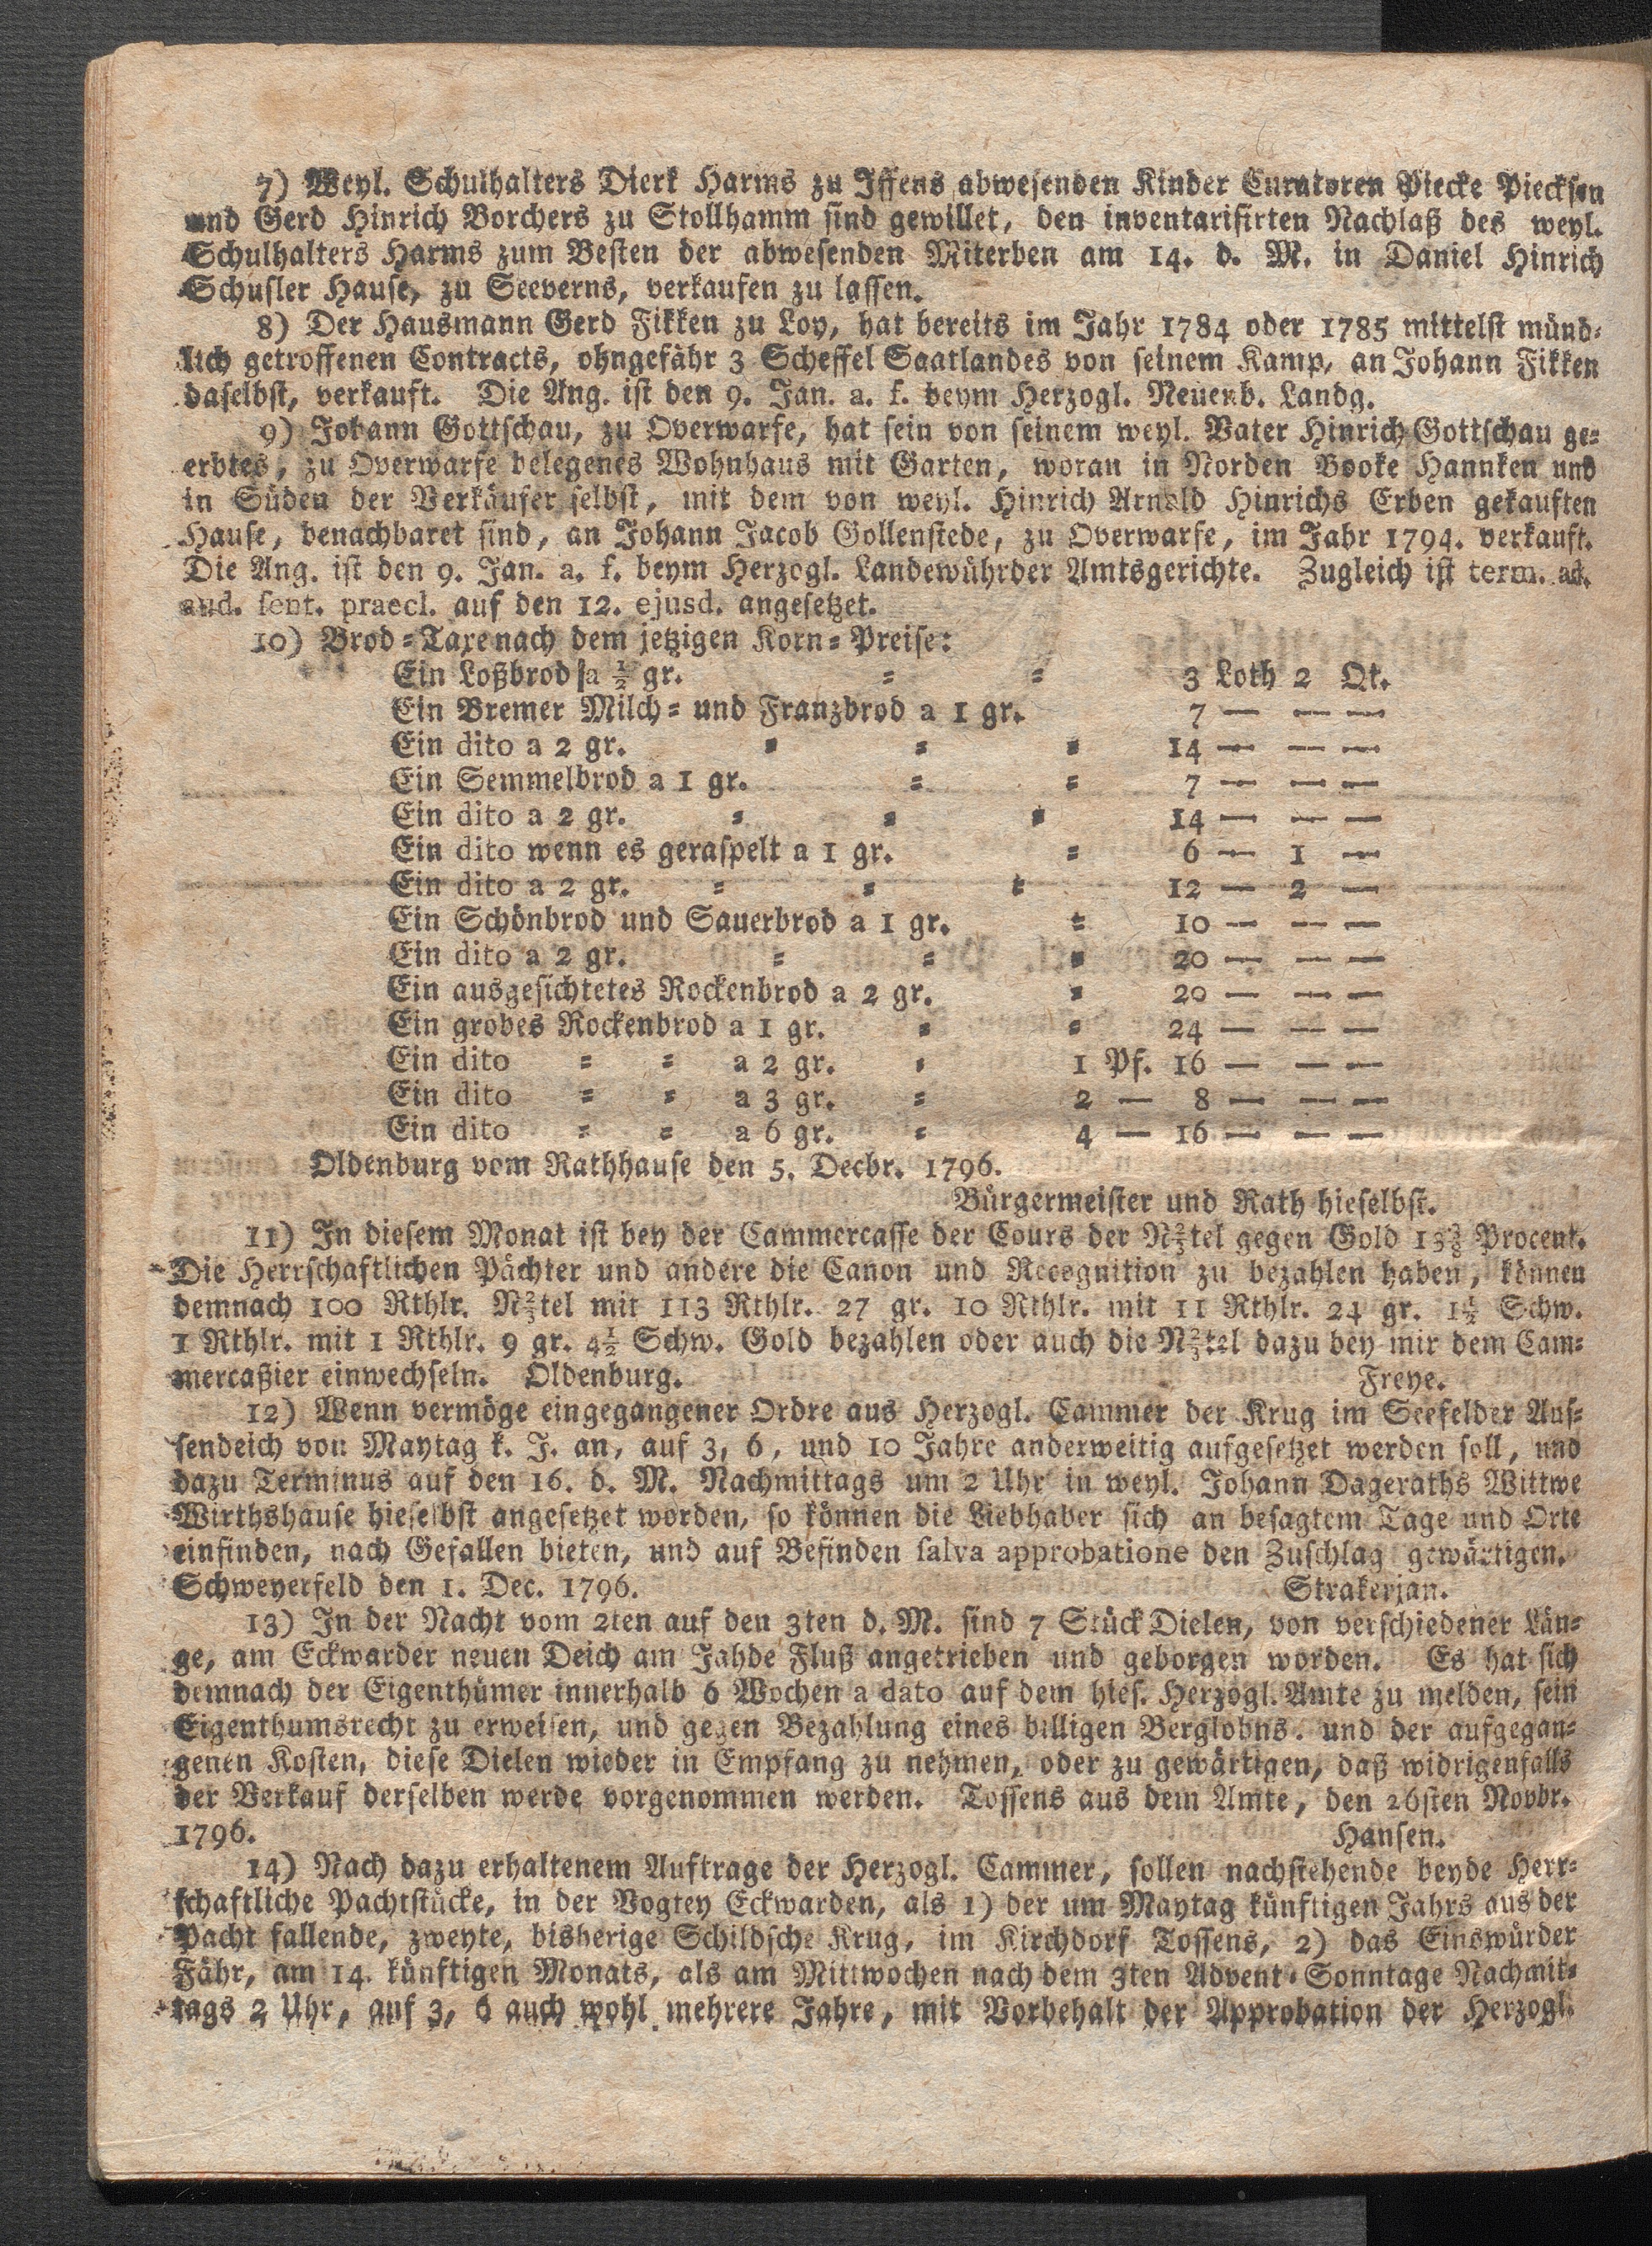 7) Weyl. Schulhalters Dierk Harms zu Iffens abwesenden Kinder Curatoren Piecke Piecksen
und Gerd Hinrich Borchers zu Stollhamm sind gewillet, den inventarisirten Nachlaß des weyl.
Schulhalters Harms zum Besten der abwesenden Miterben am 14. d. M. in Daniel Hinrich
Schusler Hause, zu Seeverns, verkaufen zu lassen.
8) Der Hausmann Gerd Fikken zu Loy, hat bereits im Jahr 1784 oder 1785 mittelst münd-
lich getroffenen Contracts, ohngefähr 3 Scheffel Saatlandes von seinem Kamp, an Johann Fikken
daselbst, verkauft. Die Ang. ist den 9. Jan. a. f. beym Herzogl. Neuenb. Landg.
9) Johann Gottschau, zu Overwarfe, hat sein von seinem weyl. Vater Hinrich Gottschau ge-
erbtes, zu Overwarfe belegenes Wohnhaus mit Garten, woran in Norden Booke Hannken und
in Süden der Verkäufer selbst, mit dem von weyl. Hinrich Arnold Hinrichs Erben gekauften
Hause, benachbaret sind, an Johann Jacob Gollenstede, zu Overwarfe, im Jahr 1794. verkauft.
Die Ang. ist den 9. Jan. a. f. beym Herzogl. Landewührder Amtsgerichte. Zugleich ist term. ad.
aud. sent. praecl. auf den 12. ejusd. angesetzet.
10) Brod-Taxe nach dem jetzigen Korn-Preise:
Ein Loßbrod a ½ gr. = = 3 Loth 2 Qt.
Ein Bremer Milch- und Franzbrod a 1 gr. 7 — — —
Ein dito a 2 gr. = = = 14 — — —
Ein Semmelbrod a 1 gr. = = 7 — — —
Ein dito a 2 gr. = = = 14 — — —
Ein dito wenn es geraspelt a 1 gr. = 6 — 1 —
Ein dito a 2 gr. = = = 12 — 2 —
Ein Schönbrod und Sauerbrod a 1 gr. = 10 — — —
Ein dito a 2 gr. = = = 20 — — —
Ein ausgesichtetes Rockenbrod a 2 gr. = 20 — — —
Ein grobes Rockenbrod a 1 gr. = = 24 — — —
Ein dito = = a 2 gr. = 1 Pf. 16 — — —
Ein dito = = a 3 gr. = 2 — 8 — — —
Ein dito = = a 6 gr. = 4 — 16 — — —
Oldenburg vom Rathhause den 5. Decbr. 1796.
Bürgermeister und Rath hieselbst.
11) In diesem Monat ist bey der Cammercasse der Cours der N⅔tel gegen Gold 13⅜ Procent.
Die Herrschaftlichen Pächter und andere die Canon und Recognition zu bezahlen haben, können
demnach 100 Rthlr. N⅔tel mit 113 Rthlr. 27 gr. 10 Rthlr. mit 11 Rthlr. 24 gr. 1½ Schw.
1 Rthlr. mit 1 Rthlr. 9 gr. 4½ Schw. Gold bezahlen oder auch die N⅔tel dazu bey mir dem Cam-
mercaßier einwechseln. Oldenburg. Freye.
12) Wenn vermöge eingegangener Ordre aus Herzogl. Cammer der Krug im Seefelder Aus-
sendeich von Maytag k. J. an, auf 3, 6, und 10 Jahre anderweitig aufgesetzet werden soll, und
dazu Terminus auf den 16. d. M. Nachmittags um 2 Uhr in weyl. Johann Dageraths Wittwe
Wirthshause hieselbst angesetzet worden, so können die Liebhaber sich an besagtem Tage und Orte
einfinden, nach Gefallen bieten, und auf Befinden salva approbatione den Zuschlag gewärtigen.
Schweyerfeld den 1. Dec. 1796. Strakerjan.
13) In der Nacht vom 2ten auf den 3ten d. M. sind 7 Stück Dielen, von verschiedener Län-
ge, am Eckwarder neuen Deich am Jahde Fluß angetrieben und geborgen worden. Es hat sich
demnach der Eigenthümer innerhalb 6 Wochen a dato auf dem hies. Herzogl. Amte zu melden, sein
Eigenthumsrecht zu erweisen, und gegen Bezahlung eines billigen Berglohns. und der aufgegan-
genen Kosten, diese Dielen wieder in Empfang zu nehmen, oder zu gewärtigen, daß widrigenfalls
der Verkauf derselben werde vorgenommen werden. Tossens aus dem Amte, den 26sten Novbr.
1796. Hansen.
14) Nach dazu erhaltenem Auftrage der Herzogl. Cammer, sollen nachstehende beyde Herr-
schaftliche Pachtstücke, in der Vogtey Eckwarden, als 1) der um Maytag künftigen Jahrs aus der
Pacht fallende, zweyte, bisherige Schildsche Krug, im Kirchdorf Tossens, 2) das Einswürder
Fähr, am 14. künftigen Monats, als am Mittwochen nach dem 3ten Advent-Sonntage Nachmit-
tags 2 Uhr, auf 3, 6 auch wohl mehrere Jahre, mit Vorbehalt der Approbation der Herzogl.